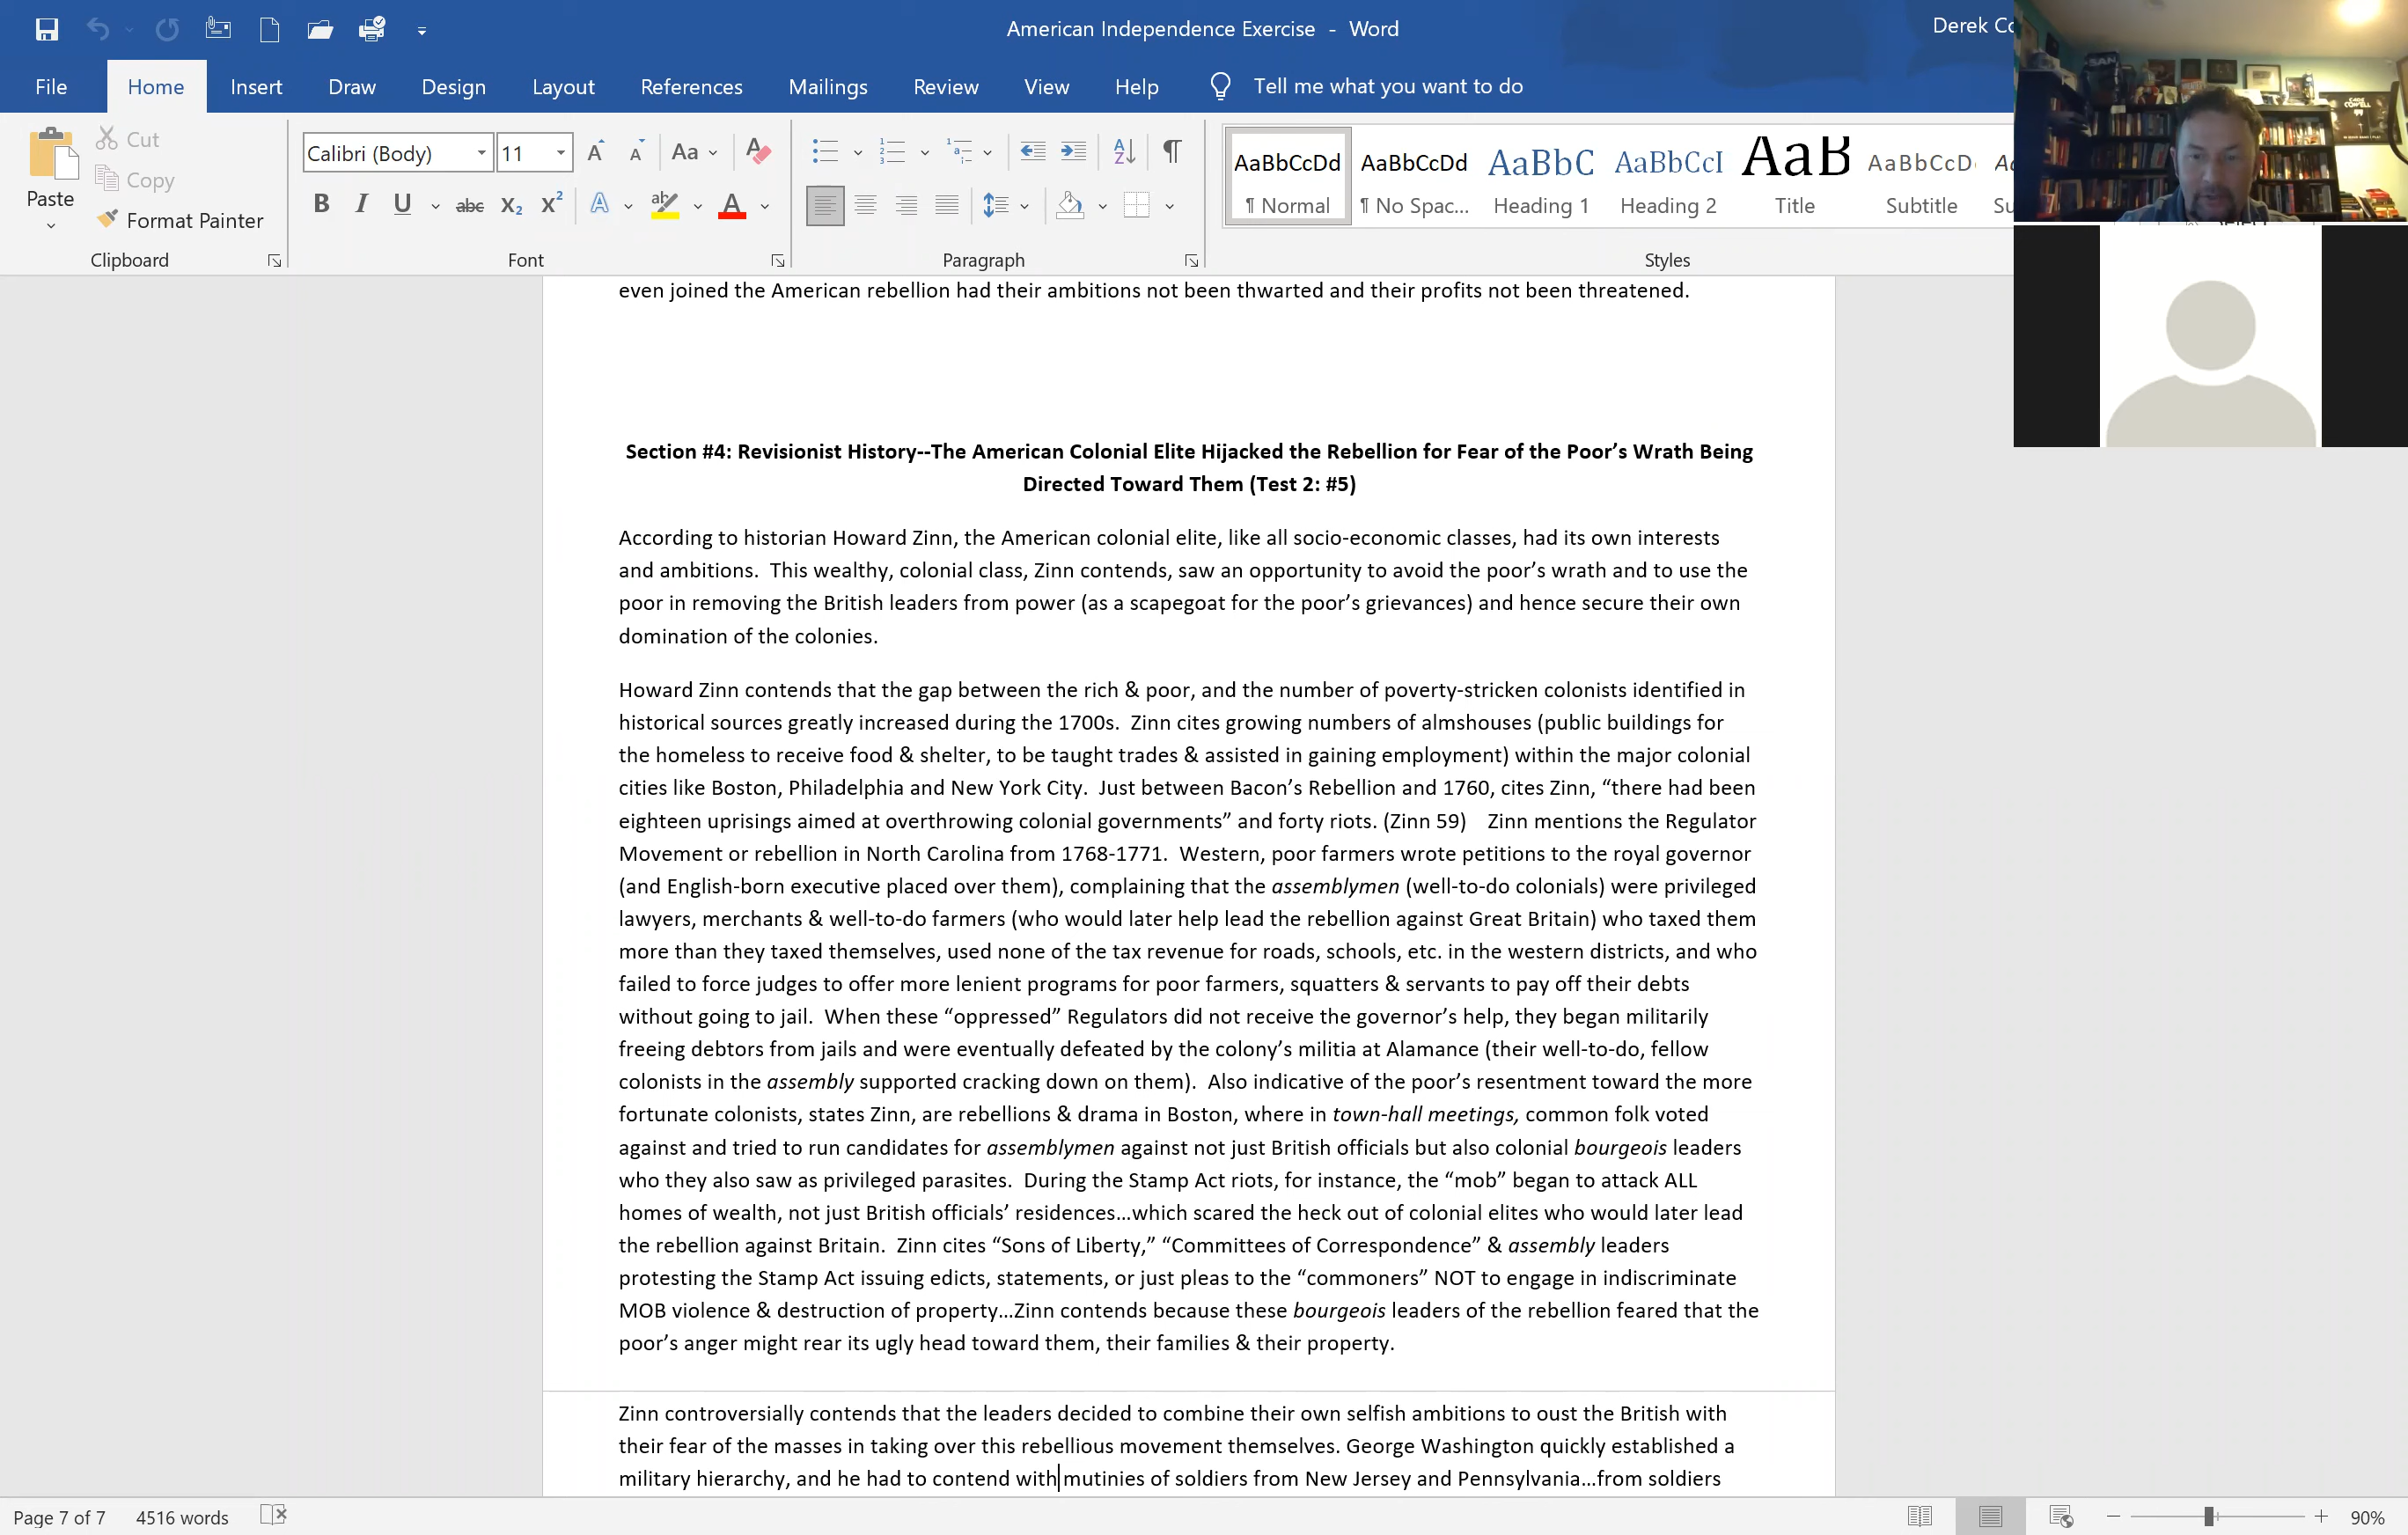 American Independence Exercise - Word
Derek Co
File Home Insert Draw Design Layout References Mailings Review View Help Tell me what you want to do
Paste
Cut
Copy
Format Painter
Clipboard
Calibri (Body) 11
Font
Paragraph
AaBbCcDd AaBbCcDd AaBbC AaBbCcI AaB AaBbCcD
¶ Normal ¶ No Spac... Heading 1 Heading 2 Title Subtitle Su
Styles
even joined the American rebellion had their ambitions not been thwarted and their profits not been threatened.
Section #4: Revisionist History--The American Colonial Elite Hijacked the Rebellion for Fear of the Poor’s Wrath Being
Directed Toward Them (Test 2: #5)
According to historian Howard Zinn, the American colonial elite, like all socio-economic classes, had its own interests
and ambitions. This wealthy, colonial class, Zinn contends, saw an opportunity to avoid the poor’s wrath and to use the
poor in removing the British leaders from power (as a scapegoat for the poor’s grievances) and hence secure their own
domination of the colonies.
Howard Zinn contends that the gap between the rich & poor, and the number of poverty-stricken colonists identified in
historical sources greatly increased during the 1700s. Zinn cites growing numbers of almshouses (public buildings for
the homeless to receive food & shelter, to be taught trades & assisted in gaining employment) within the major colonial
cities like Boston, Philadelphia and New York City. Just between Bacon’s Rebellion and 1760, cites Zinn, “there had been
eighteen uprisings aimed at overthrowing colonial governments” and forty riots. (Zinn 59) Zinn mentions the Regulator
Movement or rebellion in North Carolina from 1768-1771. Western, poor farmers wrote petitions to the royal governor
(and English-born executive placed over them), complaining that the assemblymen (well-to-do colonials) were privileged
lawyers, merchants & well-to-do farmers (who would later help lead the rebellion against Great Britain) who taxed them
more than they taxed themselves, used none of the tax revenue for roads, schools, etc. in the western districts, and who
failed to force judges to offer more lenient programs for poor farmers, squatters & servants to pay off their debts
without going to jail. When these “oppressed” Regulators did not receive the governor’s help, they began militarily
freeing debtors from jails and were eventually defeated by the colony’s militia at Alamance (their well-to-do, fellow
colonists in the assembly supported cracking down on them). Also indicative of the poor’s resentment toward the more
fortunate colonists, states Zinn, are rebellions & drama in Boston, where in town-hall meetings, common folk voted
against and tried to run candidates for assemblymen against not just British officials but also colonial bourgeois leaders
who they also saw as privileged parasites. During the Stamp Act riots, for instance, the “mob” began to attack ALL
homes of wealth, not just British officials’ residences…which scared the heck out of colonial elites who would later lead
the rebellion against Britain. Zinn cites “Sons of Liberty,” “Committees of Correspondence” & assembly leaders
protesting the Stamp Act issuing edicts, statements, or just pleas to the “commoners” NOT to engage in indiscriminate
MOB violence & destruction of property…Zinn contends because these bourgeois leaders of the rebellion feared that the
poor’s anger might rear its ugly head toward them, their families & their property.
Zinn controversially contends that the leaders decided to combine their own selfish ambitions to oust the British with
their fear of the masses in taking over this rebellious movement themselves. George Washington quickly established a
military hierarchy, and he had to contend with mutinies of soldiers from New Jersey and Pennsylvania…from soldiers
Page 7 of 7 4516 words
90%